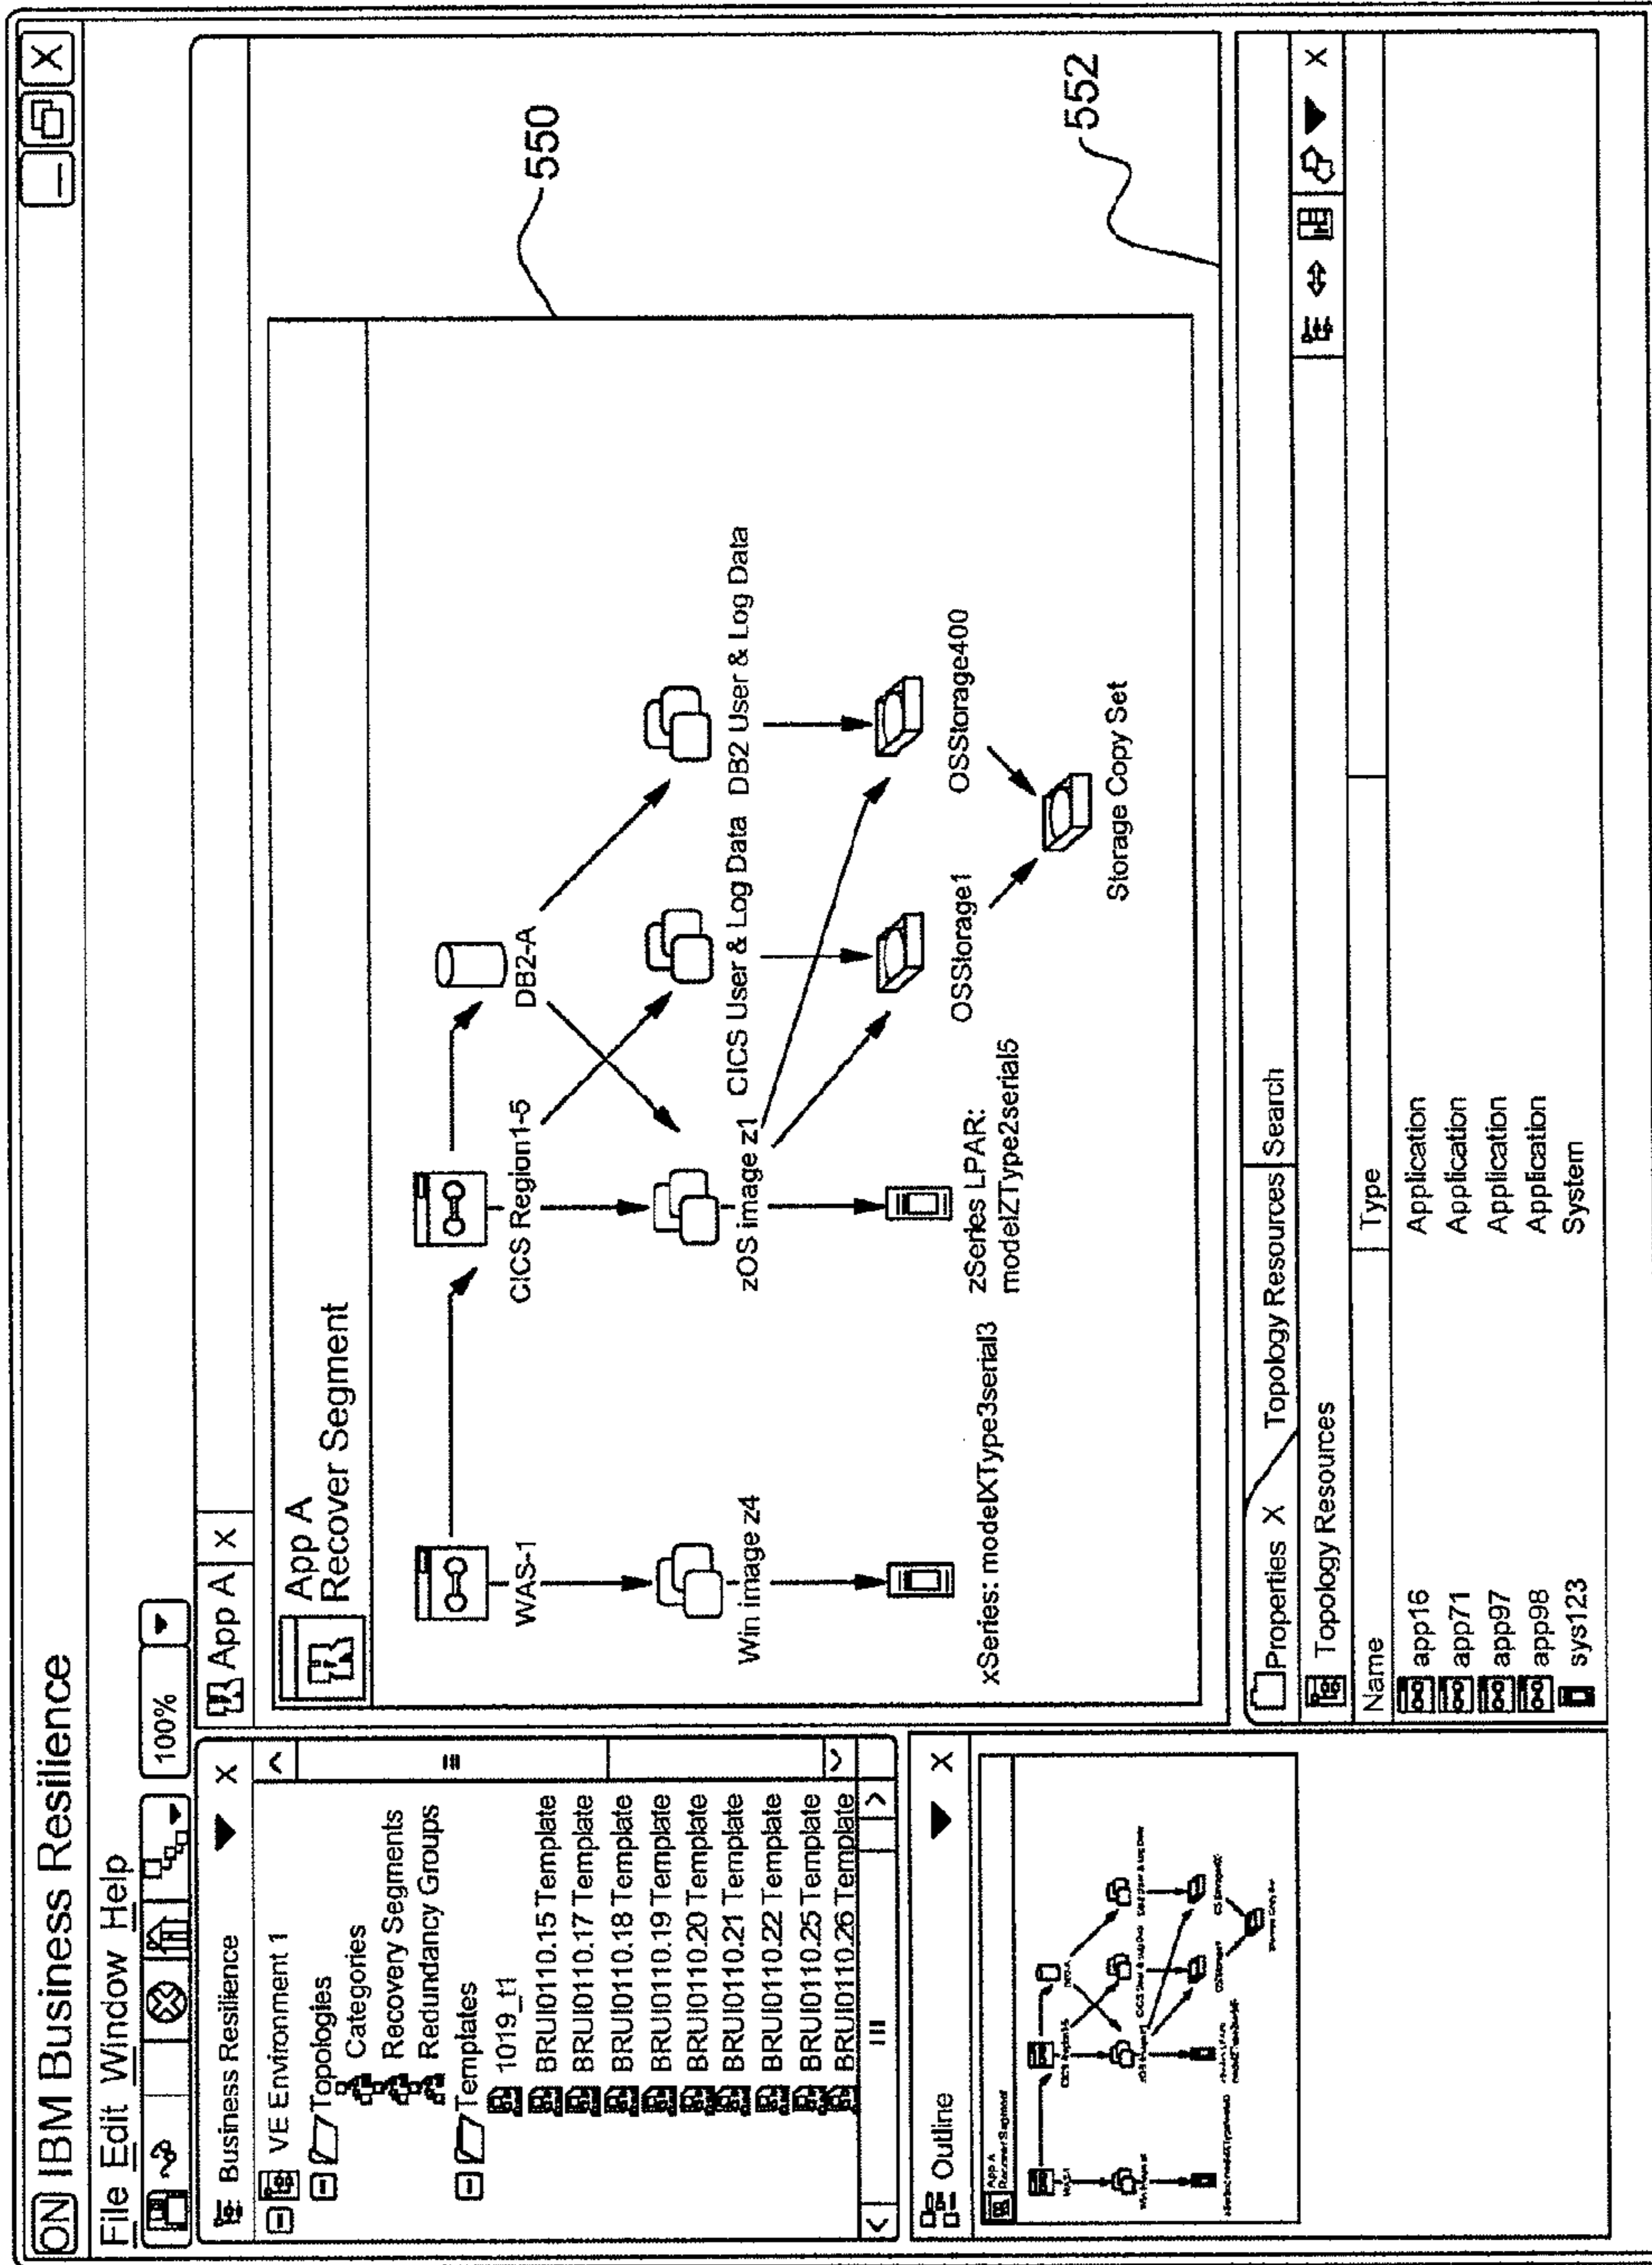 ON IBM Business Resilience
File Edit Window Help
100%
Business Resilience X
VE Environment 1
Topologies
Categories
Recovery Segments
Redundancy Groups
Templates
1019_t1
BRUI0110.15 Template
BRUI0110.17 Template
BRUI0110.18 Template
BRUI0110.19 Template
BRUI0110.20 Template
BRUI0110.21 Template
BRUI0110.22 Template
BRUI0110.25 Template
BRUI0110.26 Template
Outline X
App A
Recover Segment
App A X
App A
Recover Segment
WAS-1
CICS Region1-5
DB2-A
Win image z4
zOS image z1
CICS User & Log Data
DB2 User & Log Data
xSeries: modelXType3serial3
zSeries LPAR:
modelZType2serial5
OSStorage1
OSStorage400
Storage Copy Set
550
552
Properties X
Topology Resources
Search
Topology Resources
X
Name
Type
app16 Application
app71 Application
app97 Application
app98 Application
sys123 System